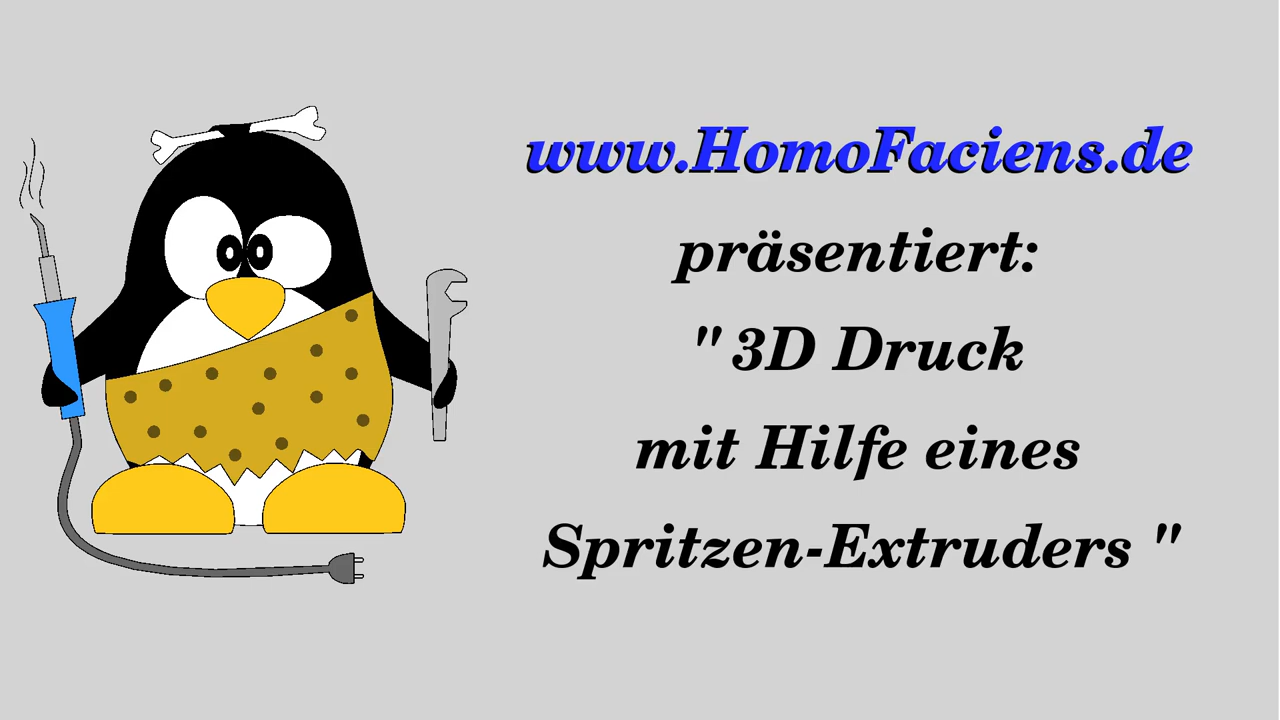 www.HomoFaciens.de
präsentiert:
" 3D Druck
mit Hilfe eines
Spritzen-Extruders "